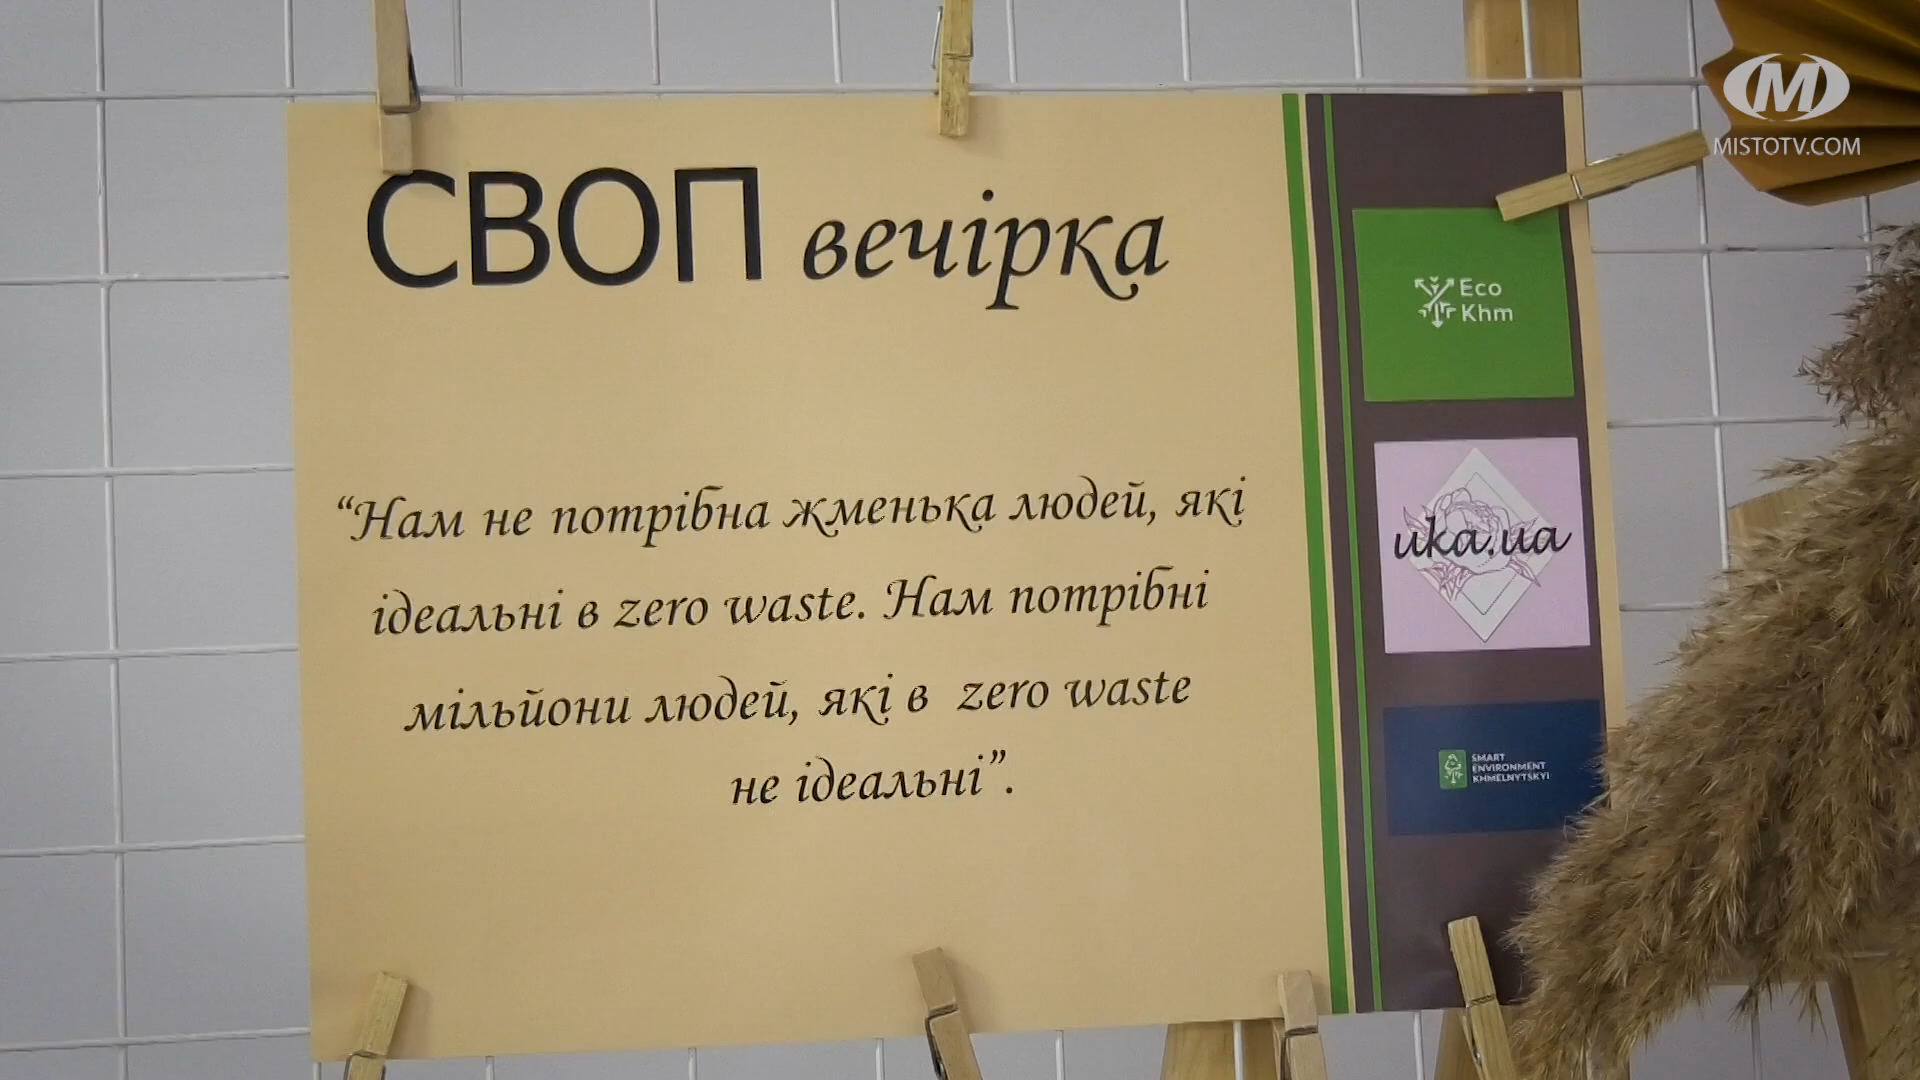 MISTOTV.COM
СВОП вечірка
“Нам не потрібна жменька людей, які
ідеальні в zero waste. Нам потрібні
мільйони людей, які в zero waste
не ідеальні”.
Eco
Khm
uka.ua
SMART
ENVIRONMENT
KHMELNYTSKYI